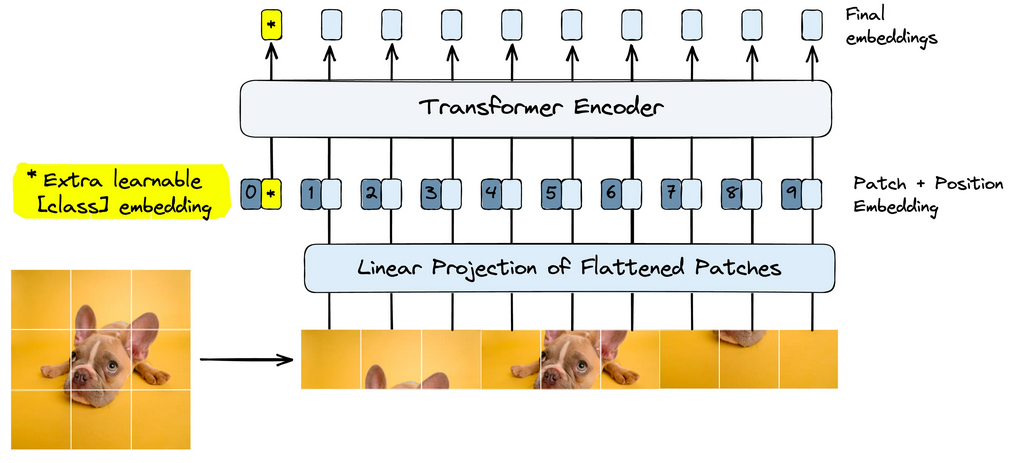 *
Final
embeddings
Transformer Encoder
* Extra learnable
[class] embedding
0 * 1 2 3 4 5 6 7 8 9
Patch + Position
Embedding
Linear Projection of Flattened Patches